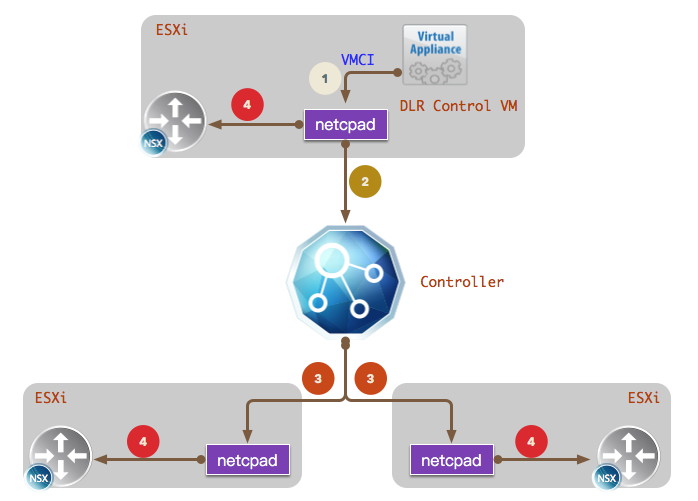 ESXi
Virtual
Appliance
VMCI
1
4
DLR Control VM
netcpad
NSX
2
Controller
3
3
ESXi
ESXi
4
4
netcpad
netcpad
NSX
NSX